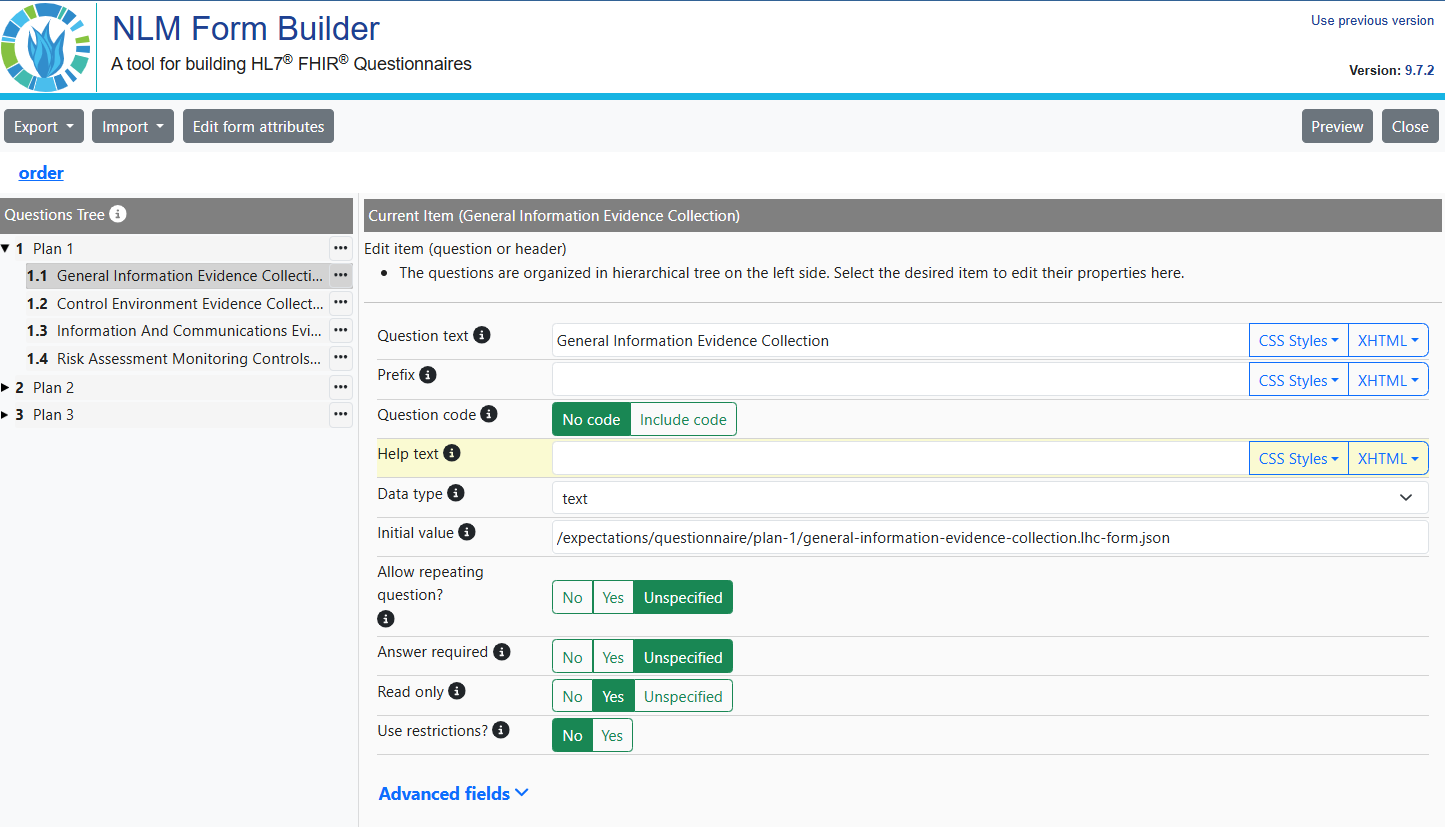 NLM Form Builder
Use previous version
A tool for building HL7® FHIR® Questionnaires
Version: 9.7.2
Export Import Edit form attributes Preview Close
order
Questions Tree
1 Plan 1
1.1 General Information Evidence Collecti...
1.2 Control Environment Evidence Collect...
1.3 Information And Communications Evi...
1.4 Risk Assessment Monitoring Controls...
2 Plan 2
3 Plan 3
Current Item (General Information Evidence Collection)
Edit item (question or header)
• The questions are organized in hierarchical tree on the left side. Select the desired item to edit their properties here.
Question text General Information Evidence Collection CSS Styles XHTML
Prefix CSS Styles XHTML
Question code No code Include code
Help text CSS Styles XHTML
Data type text
Initial value /expectations/questionnaire/plan-1/general-information-evidence-collection.lhc-form.json
Allow repeating
question?
No Yes Unspecified
Answer required No Yes Unspecified
Read only No Yes Unspecified
Use restrictions? No Yes
Advanced fields